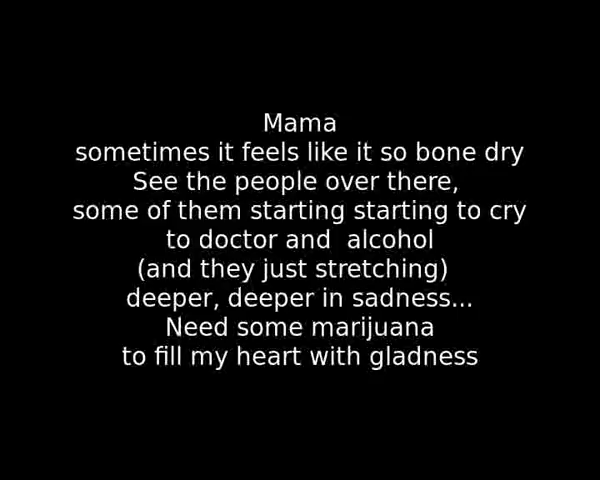 Mama
sometimes it feels like it so bone dry
See the people over there,
some of them starting starting to cry
to doctor and  alcohol
(and they just stretching)
deeper, deeper in sadness...
Need some marijuana
to fill my heart with gladness